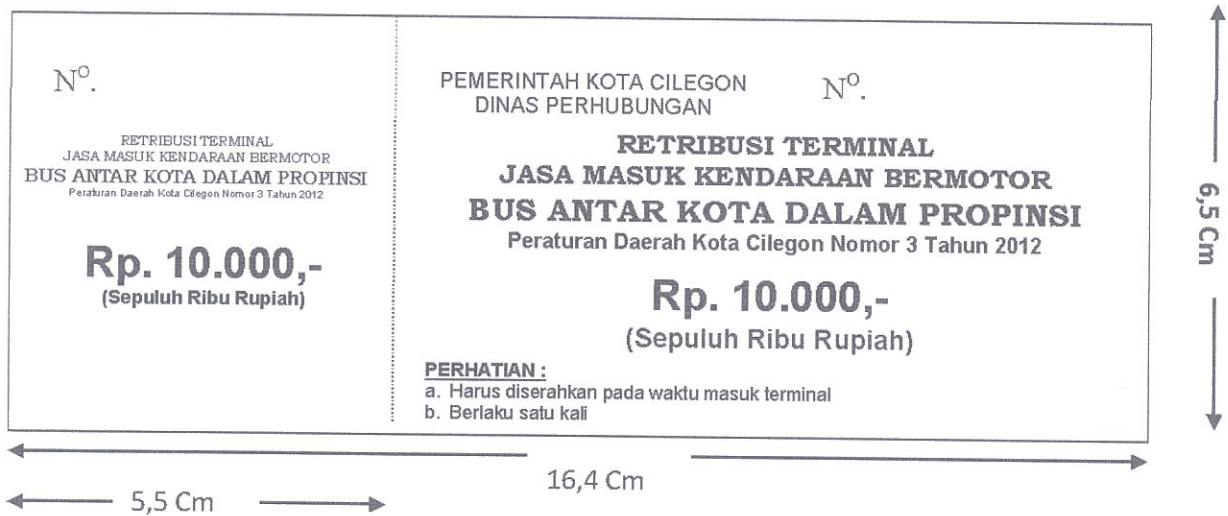 Nº.
RETRIBUSI TERMINAL
JASA MASUK KENDARAAN BERMOTOR
BUS ANTAR KOTA DALAM PROPINSI
Peraturan Daerah Kota Cilegon Nomor 3 Tahun 2012
Rp. 10.000,-
(Sepuluh Ribu Rupiah)
PEMERINTAH KOTA CILEGON
DINAS PERHUBUNGAN
Nº.
RETRIBUSI TERMINAL
JASA MASUK KENDARAAN BERMOTOR
BUS ANTAR KOTA DALAM PROPINSI
Peraturan Daerah Kota Cilegon Nomor 3 Tahun 2012
Rp. 10.000,-
(Sepuluh Ribu Rupiah)
PERHATIAN :
a. Harus diserahkan pada waktu masuk terminal
b. Berlaku satu kali
6,5 Cm
16,4 Cm
5,5 Cm